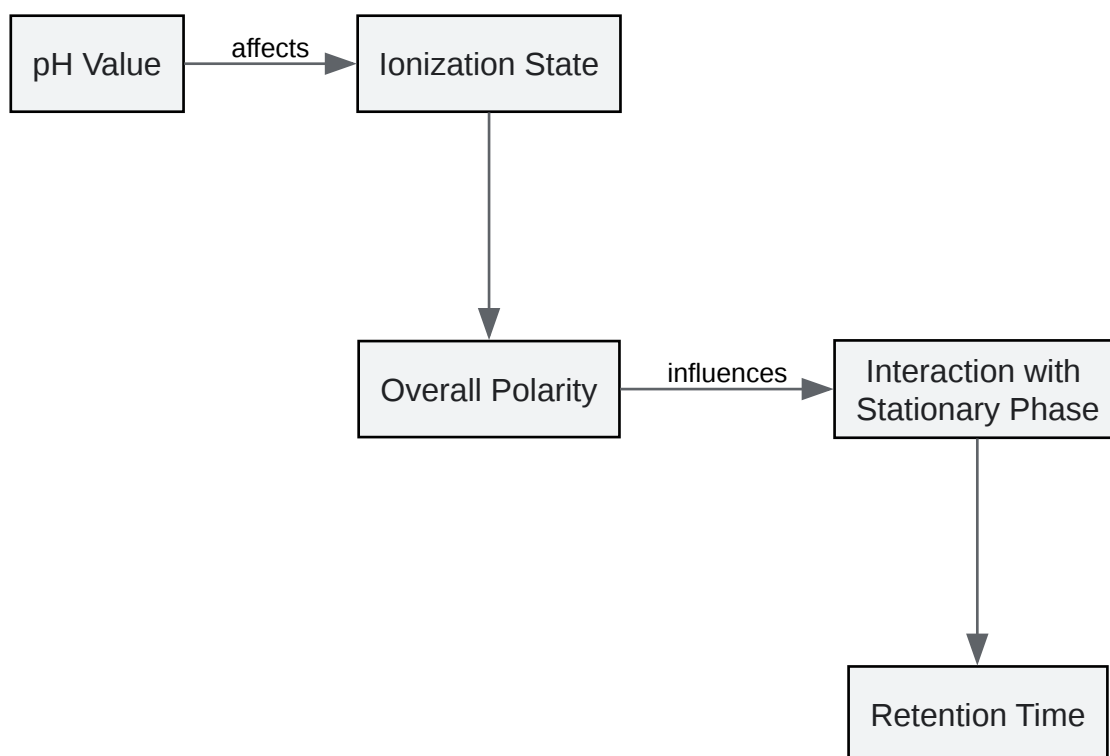 pH Value
affects
Ionization State
Overall Polarity
influences
Interaction with
Stationary Phase
Retention Time